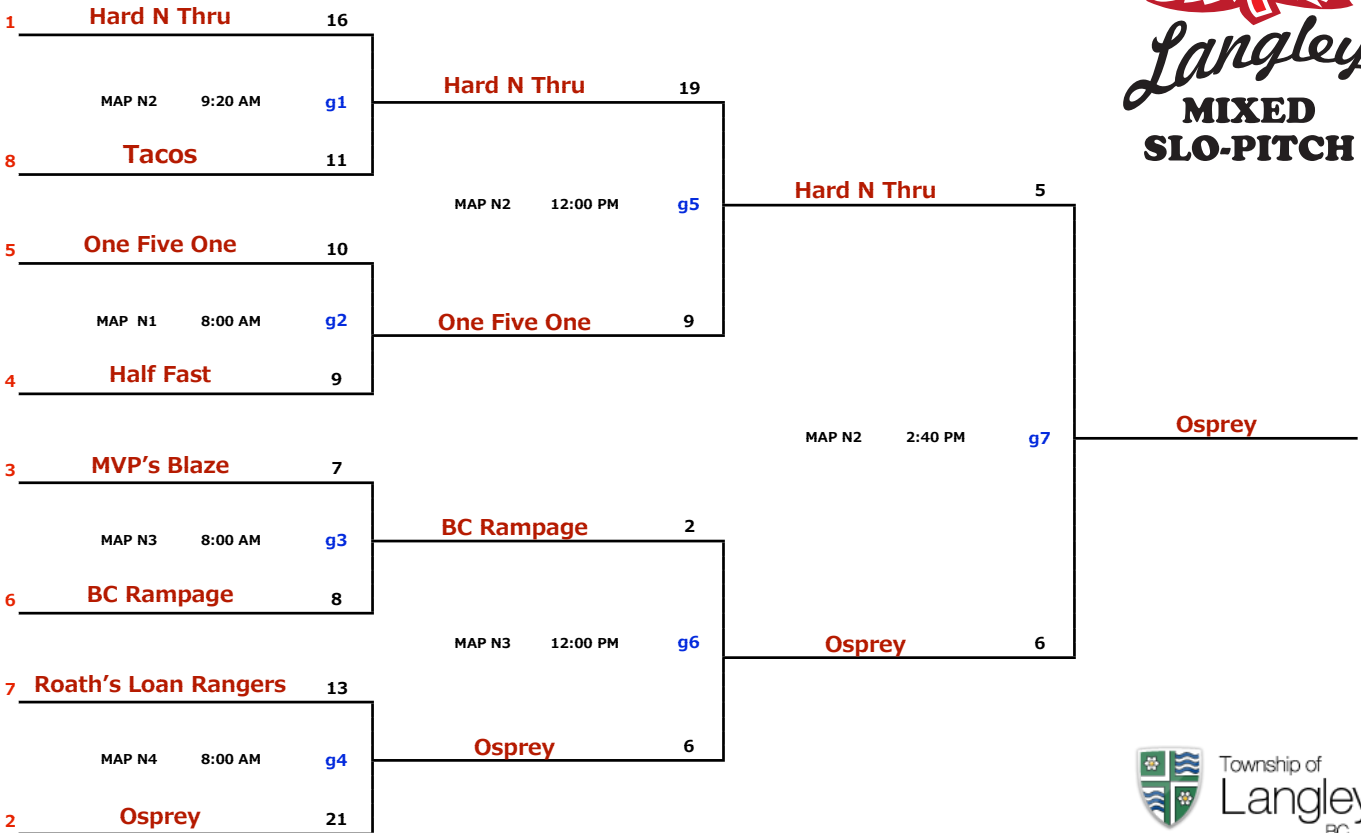 1 Hard N Thru 16
MAP N2 9:20 AM g1
8 Tacos 11
5 One Five One 10
MAP N1 8:00 AM g2
4 Half Fast 9
3 MVP's Blaze 7
MAP N3 8:00 AM g3
6 BC Rampage 8
7 Roath's Loan Rangers 13
MAP N4 8:00 AM g4
2 Osprey 21
Hard N Thru 19
MAP N2 12:00 PM g5
One Five One 9
BC Rampage 2
MAP N3 12:00 PM g6
Osprey 6
Hard N Thru 5
MAP N2 2:40 PM g7
Osprey 6
Osprey
Langley
MIXED
SLO-PITCH
Township of
Langley
BC